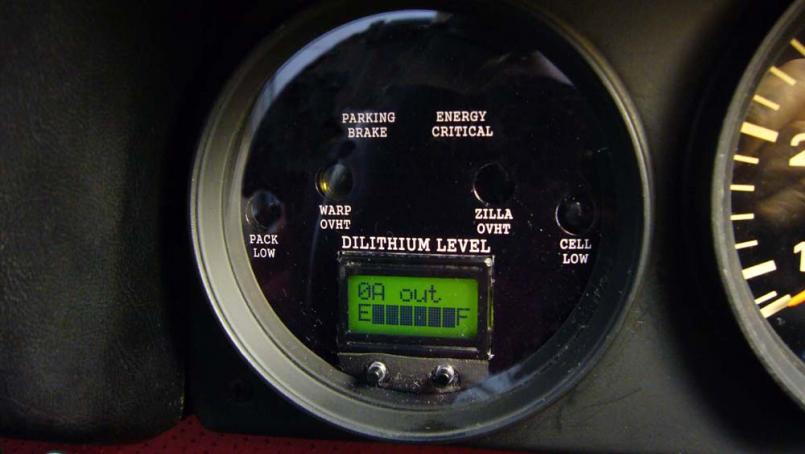 PARKING
BRAKE
ENERGY
CRITICAL
WARP
OVHT
ZILLA
OVHT
PACK
LOW
CELL
LOW
DILITHIUM LEVEL
0A out
E F